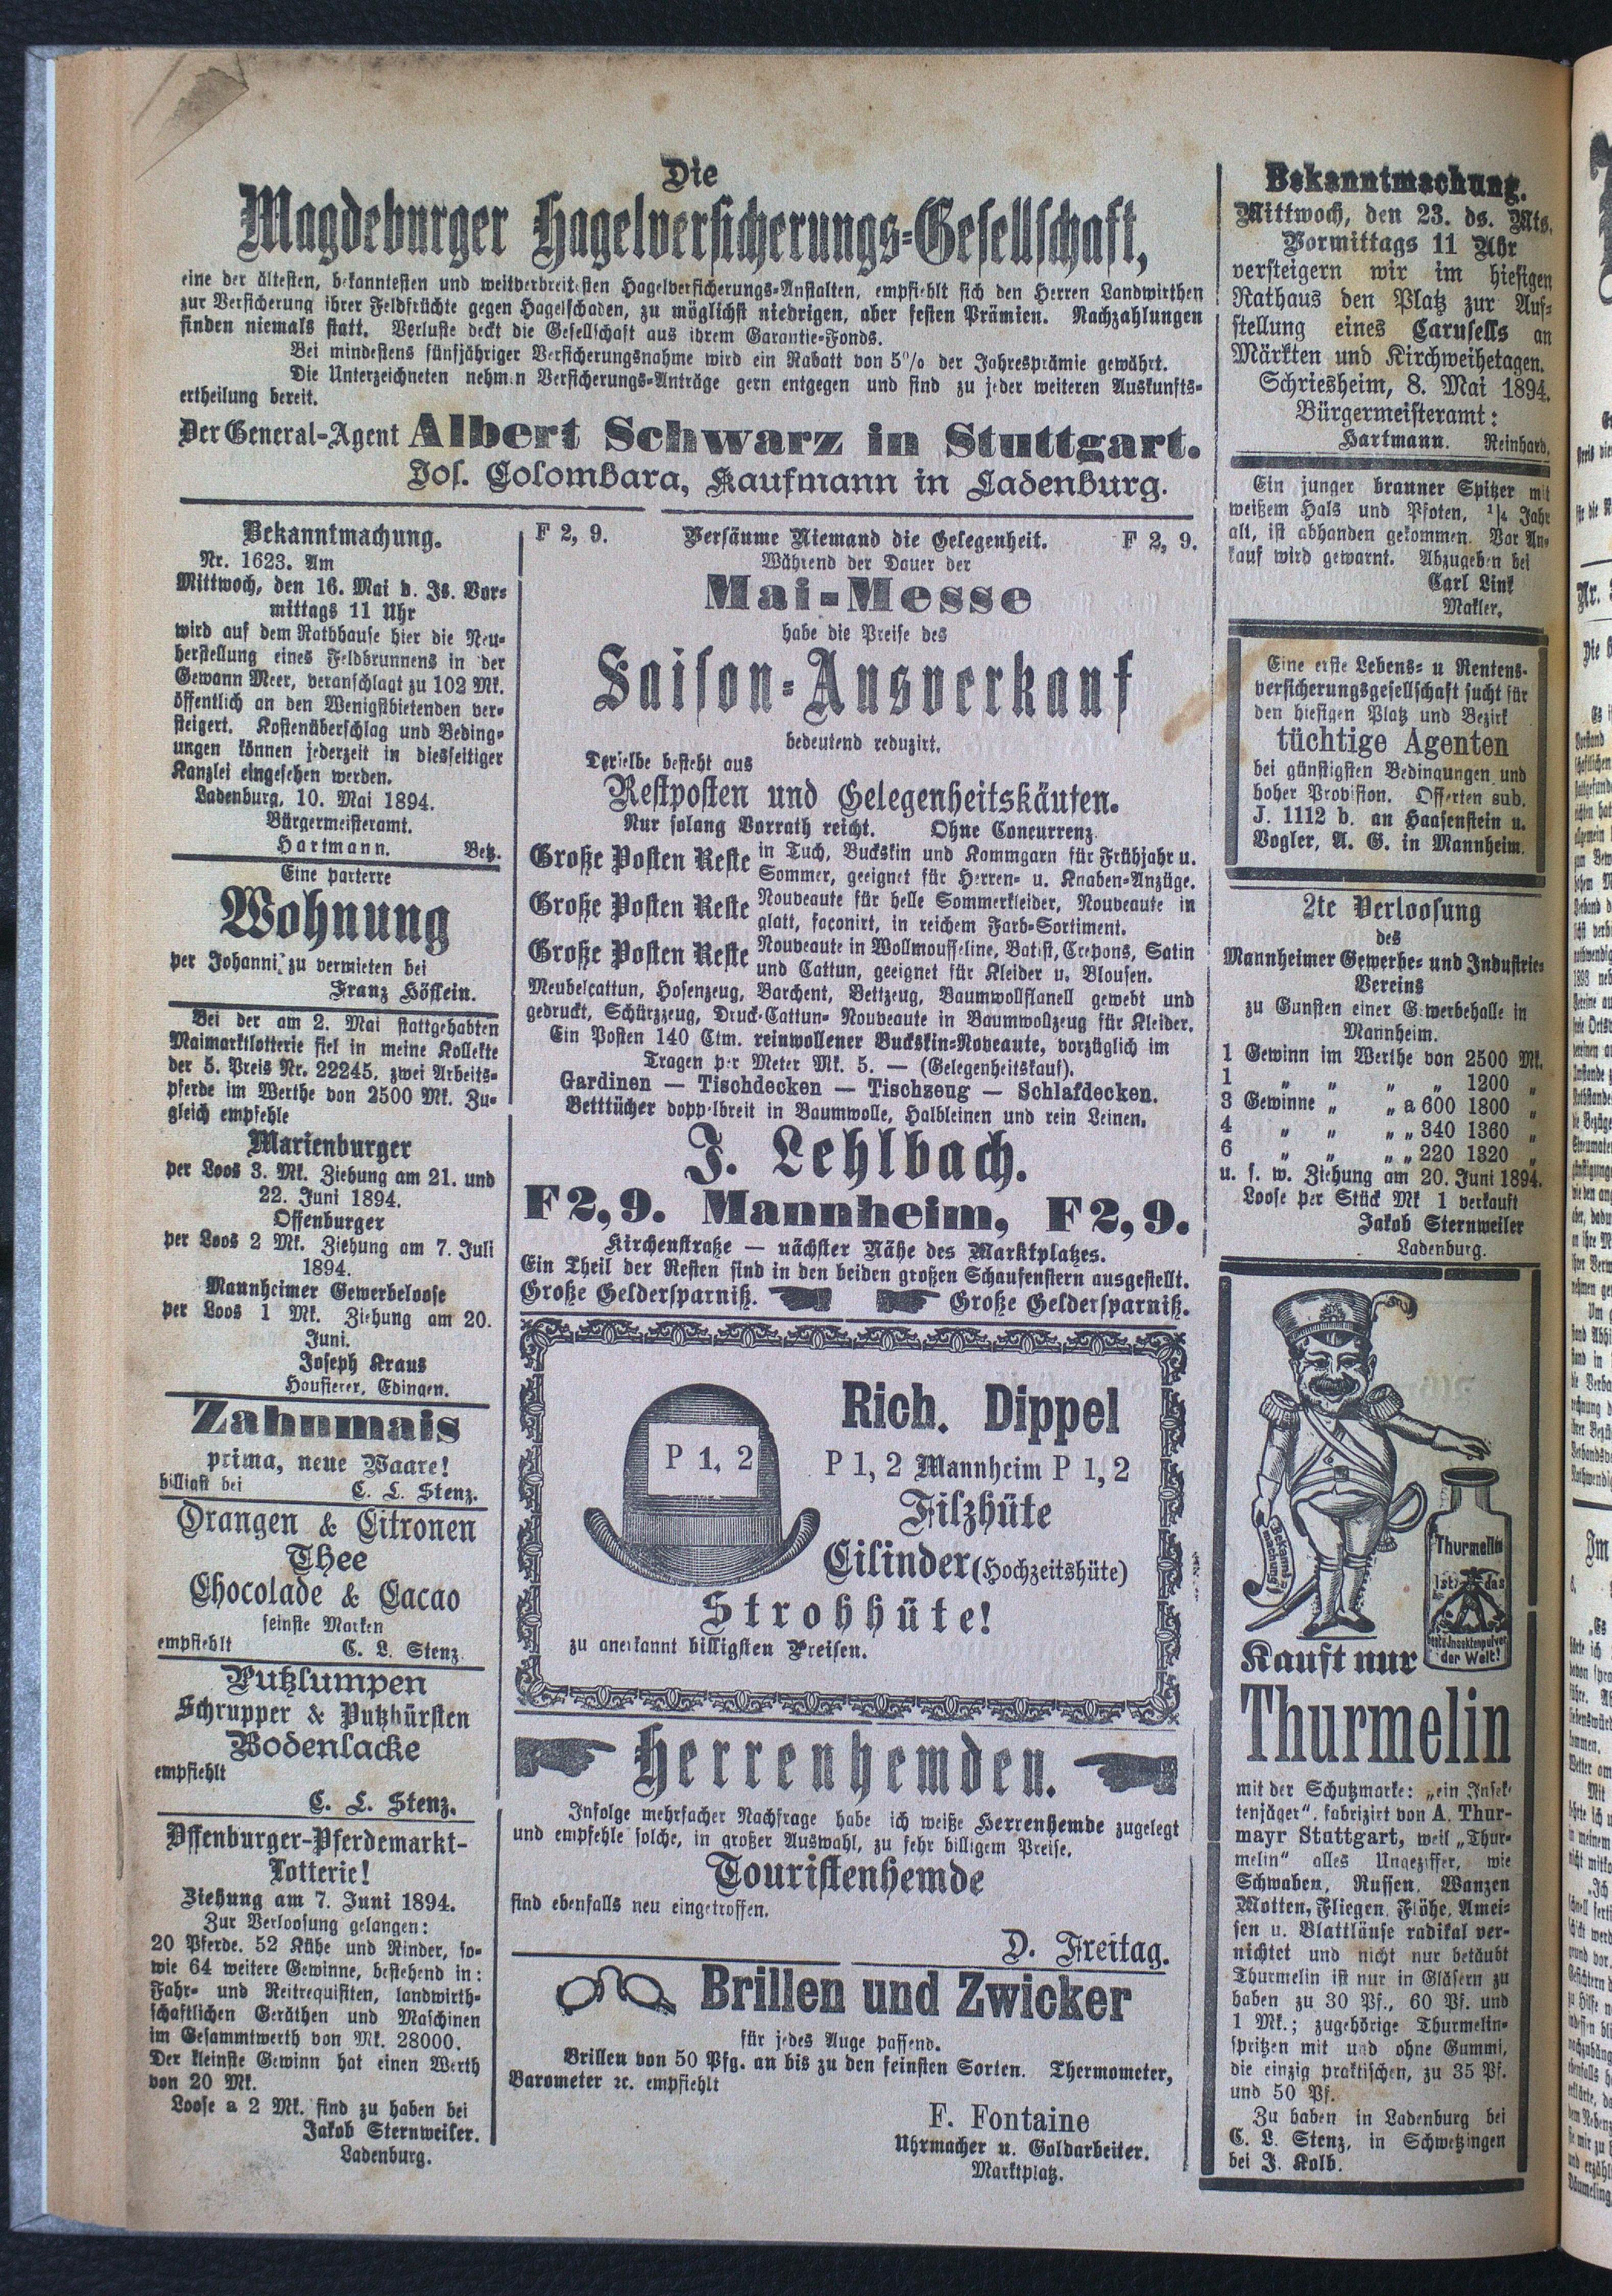 Die
Magdeburger Hagelversicherungs-Gesellschaft,
eine der ältesten, bekanntesten und weitverbreitesten Hagelversicherungs-Anstalten, empfiehlt sich den Herren Landwirthen
zur Versicherung ihrer Feldfrüchte gegen Hagelschaden, zu möglichst niedrigen, aber festen Prämien. Nachzahlungen
finden niemals statt. Verluste deckt die Gesellschaft aus ihrem Garantie-Fonds.
Bei mindestens fünfjähriger Versicherungsnahme wird ein Rabatt von 5% der Jahresprämie gewährt.
Die Unterzeichneten nehmen Versicherungs-Anträge gern entgegen und sind zu jeder weiteren Auskunfts-
ertheilung bereit.
Der General-Agent Albert Schwarz in Stuttgart.
Jos. Colombara, Kaufmann in Ladenburg.
Bekanntmachung.
Nr. 1623. Am
Mittwoch, den 16. Mai d. Js. Vor-
mittags 11 Uhr
wird auf dem Rathhause hier die Neu-
herstellung eines Feldbrunnens in der
Gewann Meer, veranschlagt zu 102 Mk.
öffentlich an den Wenigstbietenden ver-
steigert. Kostenüberschlag und Beding-
ungen können jederzeit in diesseitiger
Kanzlei eingesehen werden.
Ladenburg, 10. Mai 1894.
Bürgermeisteramt.
Hartmann. Betz.
Eine parterre
Wohnung
per Johanni zu vermieten bei
Franz Höflein.
Bei der am 2. Mai stattgehabten
Maimarktlotterie fiel in meine Kollekte
der 5. Preis Nr. 22245, zwei Arbeits-
pferde im Werthe von 2500 Mk. Zu-
gleich empfehle
Marienburger
per Loos 3. Mk. Ziehung am 21. und
22. Juni 1894.
Offenburger
per Loos 2 Mk. Ziehung am 7. Juli
1894.
Mannheimer Gewerbeloose
per Loos 1 Mk. Ziehung am 20.
Juni.
Joseph Kraus
Hausierer, Edingen.
Zahnmais
prima, neue Waare!
billigst bei C. L. Stenz.
Orangen & Citronen
Thee
Chocolade & Cacao
feinste Marken
empfiehlt C. L. Stenz.
Putzlumpen
Schrupper & Putzbürsten
Bodenlacke
empfiehlt
C. L. Stenz.
Offenburger-Pferdemarkt-
Lotterie!
Ziehung am 7. Juni 1894.
Zur Verloosung gelangen:
20 Pferde, 52 Kühe und Rinder, so-
wie 64 weitere Gewinne, bestehend in:
Fahr- und Reitrequisiten, landwirth-
schaftlichen Geräthen und Maschinen
im Gesammtwerth von Mk. 28000.
Der kleinste Gewinn hat einen Werth
von 20 Mk.
Loose a 2 Mk. find zu haben bei
Jakob Sternweiler.
Ladenburg.
F 2, 9. Versäume Niemand die Gelegenheit. F 2, 9.
Während der Dauer der
Mai-Messe
habe die Preise des
Saison-Ausverkauf
bedeutend reduzirt.
Derselbe besteht aus
Restposten und Gelegenheitskäufen.
Nur solang Vorrath reicht. Ohne Concurrenz
Große Posten Reste in Tuch, Buckskin und Kammgarn für Frühjahr u.
Sommer, geeignet für Herren- u. Knaben-Anzüge.
Große Posten Reste Nouveaute für helle Sommerkleider, Nouveaute in
glatt, façonirt, in reichem Farb-Sortiment.
Große Posten Reste Nouveaute in Wollmousseline, Batist, Crepons, Satin
und Cattun, geeignet für Kleider u. Blousen.
Meubelcattun, Hosenzeug, Barchent, Bettzeug, Baumwollflanell gewebt und
gedruckt, Schürzzeug, Druck-Cattun- Nouveaute in Baumwollzeug für Kleider.
Ein Posten 140 Ctm. reinwollener Buckskin-Noveaute, vorzüglich im
Tragen per Meter Mk. 5. — (Gelegenheitskauf).
Gardinen — Tischdecken — Tischzeug — Schlafdecken.
Betttücher doppelbreit in Baumwolle, Halbleinen und rein Leinen.
J. Lehlbach.
F 2, 9. Mannheim, F 2, 9.
Kirchenstraße — nächster Nähe des Marktplatzes.
Ein Theil der Resten sind in den beiden großen Schaufenstern ausgestellt.
Große Geldersparniß. Große Geldersparniß.
P 1, 2
Rich. Dippel
P 1, 2 Mannheim P 1, 2
Filzhüte
Cilinder (Hochzeitshüte)
Strohhüte!
zu anerkannt billigsten Preisen.
Herrenhemden.
Infolge mehrfacher Nachfrage habe ich weiße Herrenhemde zugelegt
und empfehle solche, in großer Auswahl, zu sehr billigem Preise.
Touristenhemde
sind ebenfalls neu eingetroffen.
D. Freitag.
Brillen und Zwicker
für jedes Auge passend.
Brillen von 50 Pfg. an bis zu den feinsten Sorten. Thermometer,
Barometer ꝛc. empfiehlt
F. Fontaine
Uhrmacher u. Goldarbeiter.
Marktplatz.
Bekanntmachung.
Mittwoch, den 23. ds. Mts.
Vormittags 11 Uhr
versteigern wir im hiesigen
Rathaus den Platz zur Auf-
stellung eines Carusells an
Märkten und Kirchweihetagen.
Schriesheim, 8. Mai 1894.
Bürgermeisteramt:
Hartmann. Reinhard.
Ein junger brauner Spitzer mit
weißem Hals und Pfoten, 1/4 Jahr
alt, ist abhanden gekommen. Vor An-
kauf wird gewarnt. Abzugeben bei
Carl Link
Makler.
Eine erste Lebens- u Rentens-
versicherungsgesellschaft sucht für
den hiesigen Platz und Bezirk
tüchtige Agenten
bei günstigsten Bedingungen und
hoher Provision. Offerten sub.
J. 1112 b. an Haasenstein u.
Vogler, A. G. in Mannheim.
2te Verloosung
des
Mannheimer Gewerbe- und Industrie-
Vereins
zu Gunsten einer Gewerbehalle in
Mannheim.
1 Gewinn im Werthe von 2500 Mk.
1 „ „ „ „ 1200 „
3 Gewinne „ „ a 600 1800 „
4 „ „ „ „ 340 1360 „
6 „ „ „ „ 220 1320 „
u. s. w. Ziehung am 20. Juni 1894.
Loose per Stück Mk 1 verkauft
Jakob Sternweiler
Ladenburg.
Bekannt-
machung!
Thurmelin
ist das
beste Insektenpulver
der Welt!
Kauft nur
Thurmelin
mit der Schutzmarke: „ein Insek-
tenjäger", fabrizirt von A. Thur-
mayr Stuttgart, weil „Thur-
melin" alles Ungeziffer, wie
Schwaben, Russen, Wanzen
Motten, Fliegen, Flöhe, Amei-
sen u. Blattläuse radikal ver-
nichtet und nicht nur betäubt
Thurmelin ist nur in Gläsern zu
haben zu 30 Pf., 60 Pf. und
1 Mk.; zugehörige Thurmelin-
spritzen mit und ohne Gummi,
die einzig praktischen, zu 35 Pf.
und 50 Pf.
Zu haben in Ladenburg bei
C. L. Stenz, in Schwetzingen
bei J. Kolb.